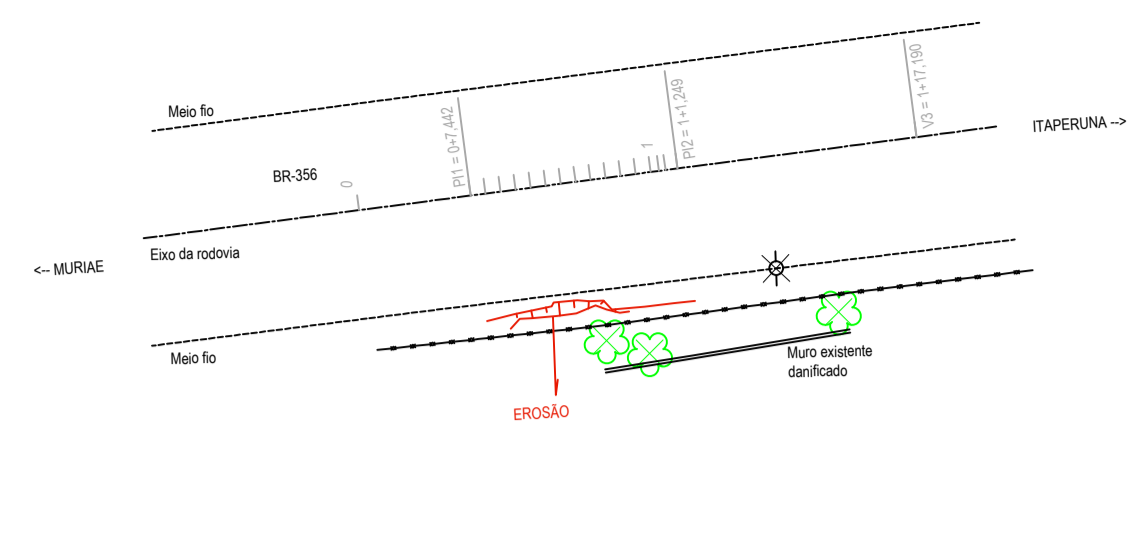 Meio fio
V3 = 1+17,190
PI2 = 1+1,249
PI1 = 0+7,442
ITAPERUNA -->
1
BR-356
0
Eixo da rodovia
<-- MURIAE
Meio fio
Muro existente
danificado
EROSÃO